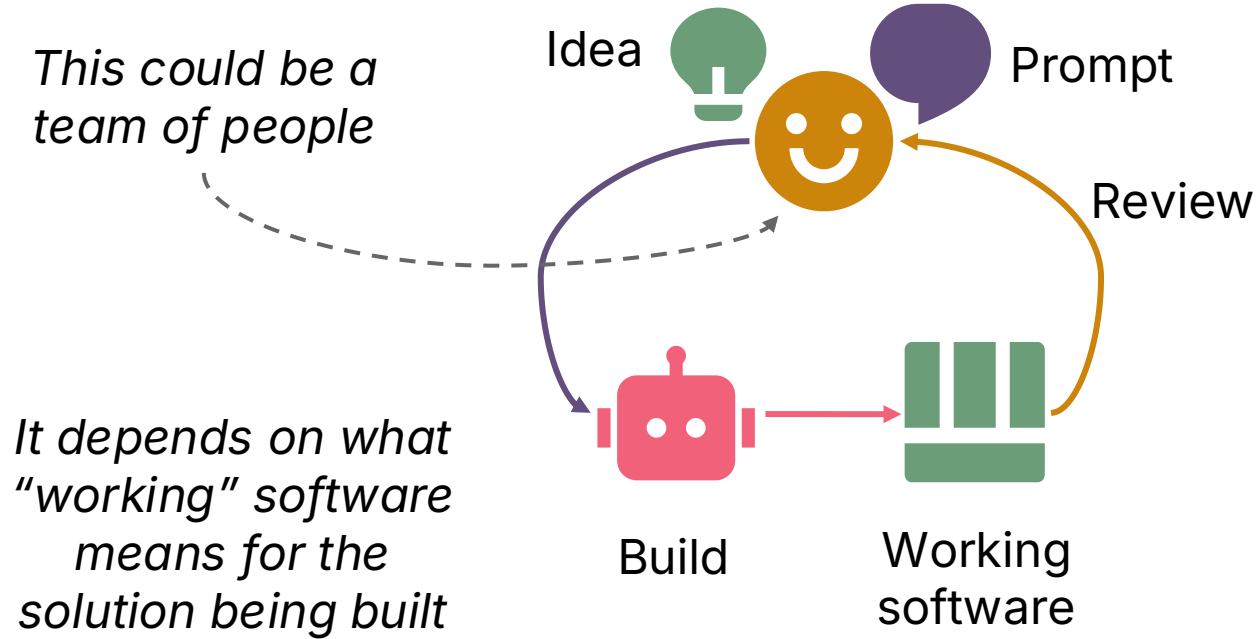 This could be a
team of people
Idea
Prompt
Review
It depends on what
“working” software
means for the
solution being built
Build
Working
software